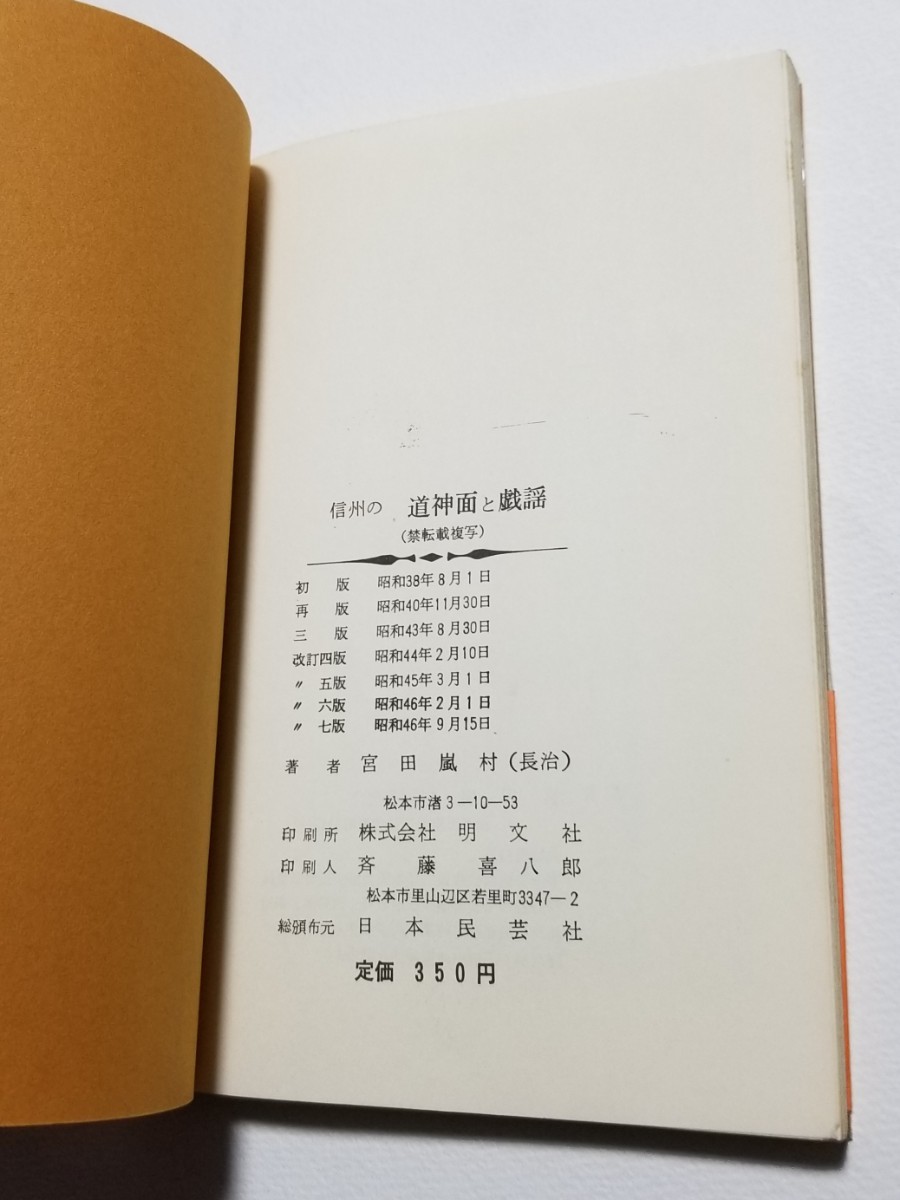 信州の 道神面と戯謡
(禁転載複写)
初版 昭和38年8月1日
再版 昭和40年11月30日
三版 昭和43年8月30日
改訂四版 昭和44年2月10日
〃 五版 昭和45年3月1日
〃 六版 昭和46年2月1日
〃 七版 昭和46年9月15日
著者 宮田嵐村(長治)
松本市渚3―10―53
印刷所 株式会社 明文社
印刷人 斉藤喜八郎
松本市里山辺区若里町3347―2
総頒布元 日本民芸社
定価 350円